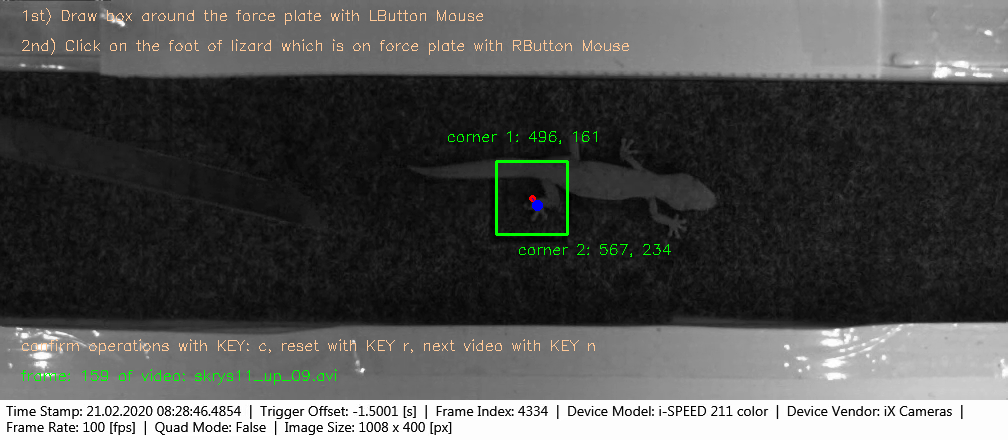 1st) Draw box around the force plate with LButton Mouse
2nd) Click on the foot of lizard which is on force plate with RButton Mouse
corner 1: 496, 161
corner 2: 567, 234
confirm operations with KEY: c, reset with KEY r, next video with KEY n
frame: 159 of video: skrys11_up_09.avi
Time Stamp: 21.02.2020 08:28:46.4854 | Trigger Offset: -1.5001 [s] | Frame Index: 4334 | Device Model: i-SPEED 211 color | Device Vendor: iX Cameras |
Frame Rate: 100 [fps] | Quad Mode: False | Image Size: 1008 x 400 [px]